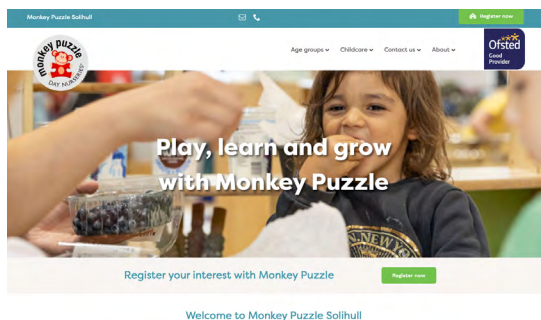 Monkey Puzzle Solihull
Register now
monkey puzzle
DAY NURSERIES
Age groups
Childcare
Contact us
About
Ofsted
Good
Provider
Play, learn and grow
with Monkey Puzzle
NEW YO
Register your interest with Monkey Puzzle
Register now
Welcome to Monkey Puzzle Solihull